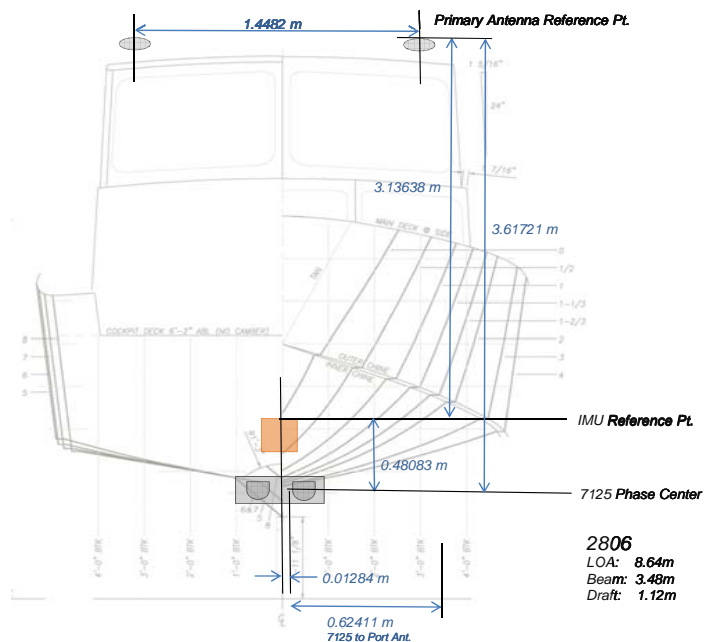 Primary Antenna Reference Pt.
1.4482 m
24"
3.13638 m
7/16"
3.61721 m
MAIN DECK @ SIDE
0
1/2
1
1-1/3
1-2/3
2
3
4
COCKPIT DECK 6'-2" ABL (NO CAMBER)
8
7
6
5
OUTER CHINE
INNER CHINE
IMU Reference Pt.
0.48083 m
7125 Phase Center
4'-0" BTK
3'-0" BTK
2'-0" BTK
1'-0" BTK
1'-0" BTK
2'-0" BTK
3'-0" BTK
4'-0" BTK
0.01284 m
0.62411 m
7125 to Port Ant.
2806
LOA: 8.64m
Beam: 3.48m
Draft: 1.12m